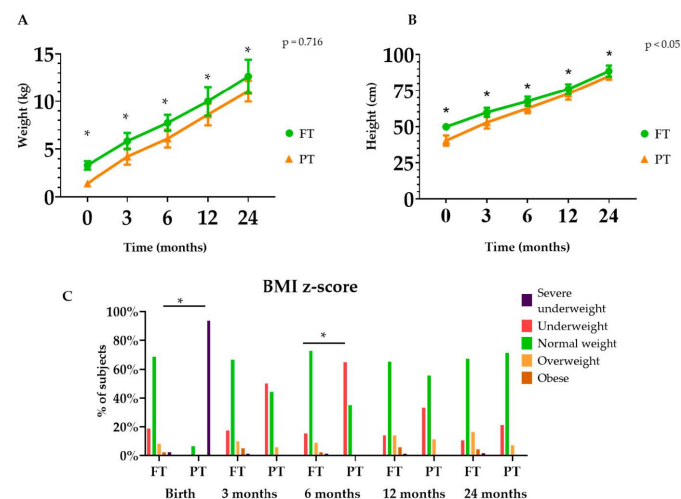 A
B
p = 0.716
p < 0.05
15
10
5
0
Weight (kg)
*
*
*
*
*
FT
PT
0 3 6 12 24
Time (months)
100
75
50
25
0
Height (cm)
*
*
*
*
*
FT
PT
0 3 6 12 24
Time (months)
C
BMI z-score
100%
80%
60%
40%
20%
0%
% of subjects
*
*
Severe
underweight
Underweight
Normal weight
Overweight
Obese
FT PT FT PT FT PT FT PT FT PT
Birth 3 months 6 months 12 months 24 months